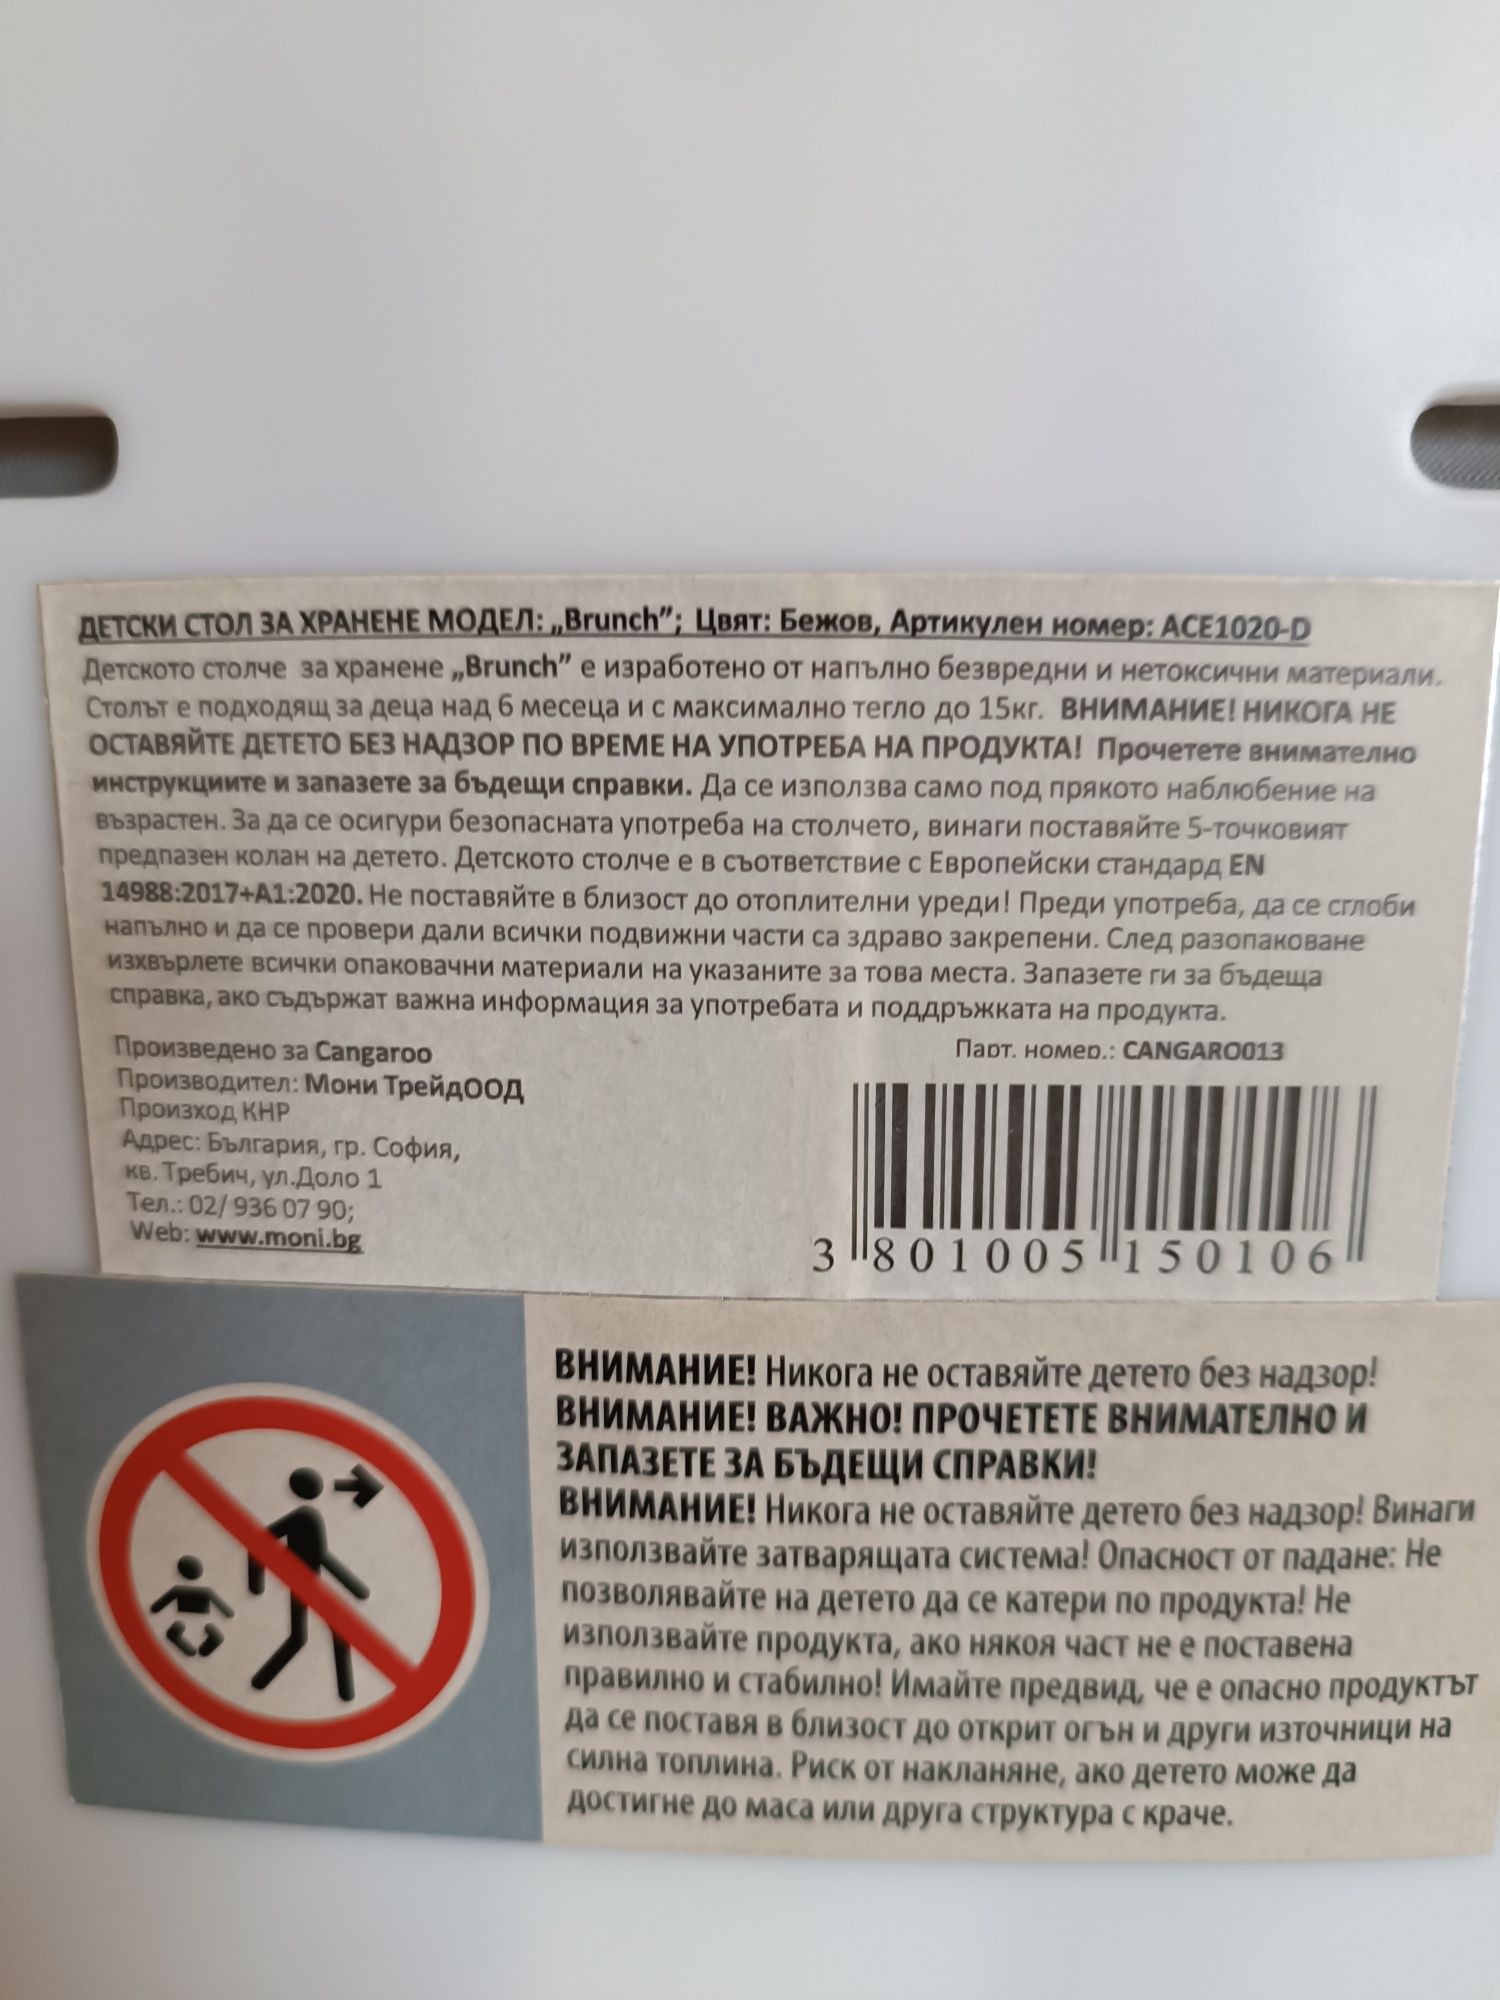 ДЕТСКИ СТОЛ ЗА ХРАНЕНЕ МОДЕЛ: „Brunch”; Цвят: Бежов, Артикулен номер: ACE1020-D
Детското столче за хранене „Brunch” е изработено от напълно безвредни и нетоксични материали.
Столът е подходящ за деца над 6 месеца и с максимално тегло до 15кг. ВНИМАНИЕ! НИКОГА НЕ
ОСТАВЯЙТЕ ДЕТЕТО БЕЗ НАДЗОР ПО ВРЕМЕ НА УПОТРЕБА НА ПРОДУКТА! Прочетете внимателно
инструкциите и запазете за бъдещи справки. Да се използва само под прякото наблюбение на
възрастен. За да се осигури безопасната употреба на столчето, винаги поставяйте 5-точковият
предпазен колан на детето. Детското столче е в съответствие с Европейски стандард EN
14988:2017+A1:2020. Не поставяйте в близост до отоплителни уреди! Преди употреба, да се сглоби
напълно и да се провери дали всички подвижни части са здраво закрепени. След разопаковане
изхвърлете всички опаковачни материали на указаните за това места. Запазете ги за бъдеща
справка, ако съдържат важна информация за употребата и поддръжката на продукта.
Произведено за Cangaroo
Парт. номер.: CANGARO013
Производител: Мони ТрейдООД
Произход КНР
Адрес: България, гр. София,
кв. Требич, ул.Доло 1
Тел.: 02/ 936 07 90;
Web: www.moni.bg
3 801005 150106
ВНИМАНИЕ! Никога не оставяйте детето без надзор!
ВНИМАНИЕ! ВАЖНО! ПРОЧЕТЕТЕ ВНИМАТЕЛНО И
ЗАПАЗЕТЕ ЗА БЪДЕЩИ СПРАВКИ!
ВНИМАНИЕ! Никога не оставяйте детето без надзор! Винаги
използвайте затварящата система! Опасност от падане: Не
позволявайте на детето да се катери по продукта! Не
използвайте продукта, ако някоя част не е поставена
правилно и стабилно! Имайте предвид, че е опасно продуктът
да се поставя в близост до открит огън и други източници на
силна топлина. Риск от накланяне, ако детето може да
достигне до маса или друга структура с краче.